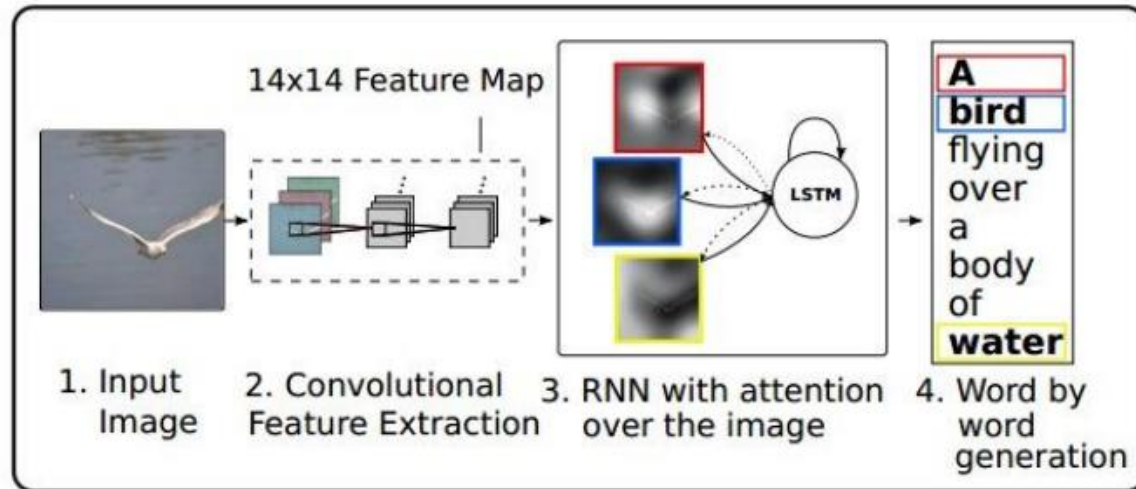 14x14 Feature Map
LSTM
A
bird
flying
over
a
body
of
water
1. Input
Image
2. Convolutional
Feature Extraction
3. RNN with attention
over the image
4. Word by
word
generation